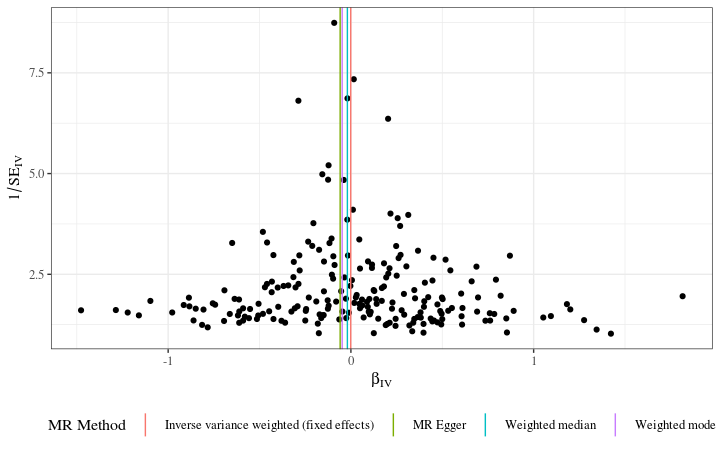 7.5
5.0
2.5
1/SE_IV
-1 0 1
β_IV
MR Method Inverse variance weighted (fixed effects) MR Egger Weighted median Weighted mode